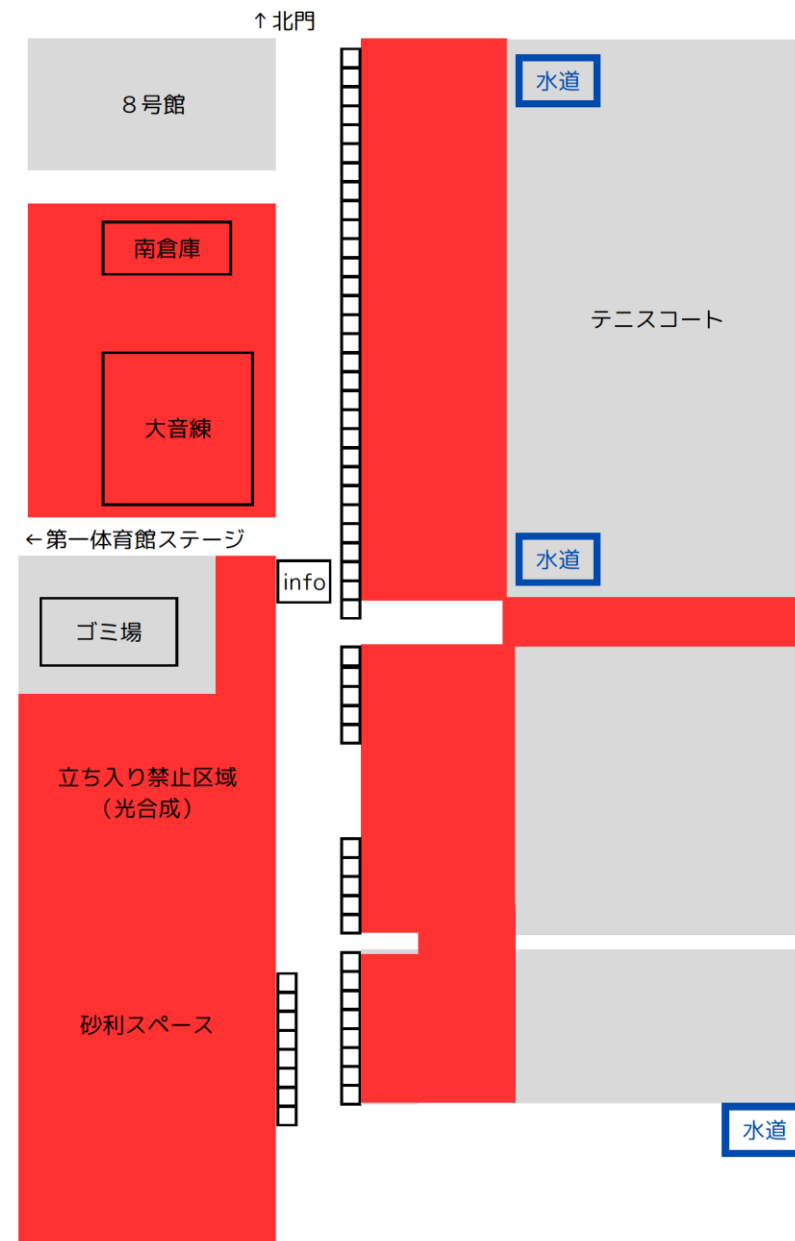 ↑北門
８号館
水道
南倉庫
テニスコート
大音練
←第一体育館ステージ
水道
info
ゴミ場
立ち入り禁止区域
（光合成）
砂利スペース
水道